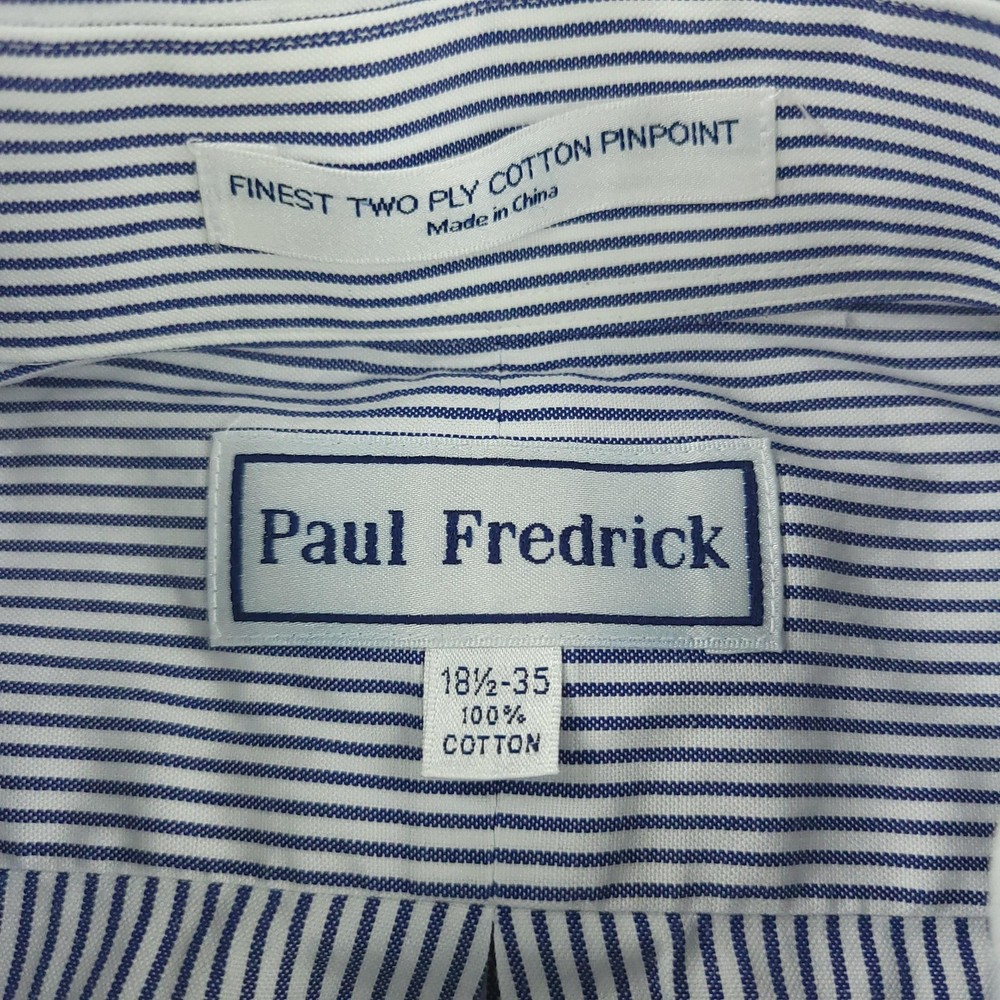 FINEST TWO PLY COTTON PINPOINT
Made in China
Paul Fredrick
18½-35
100%
COTTON